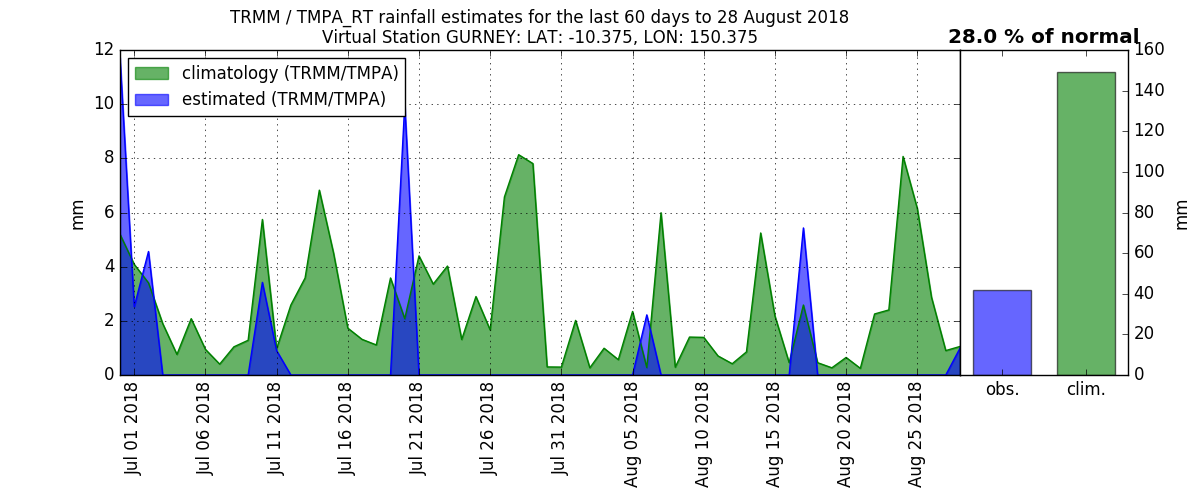 TRMM / TMPA_RT rainfall estimates for the last 60 days to 28 August 2018
Virtual Station GURNEY: LAT: -10.375, LON: 150.375
28.0 % of normal
climatology (TRMM/TMPA)
estimated (TRMM/TMPA)
mm
12
10
8
6
4
2
0
Jul 01 2018
Jul 06 2018
Jul 11 2018
Jul 16 2018
Jul 21 2018
Jul 26 2018
Jul 31 2018
Aug 05 2018
Aug 10 2018
Aug 15 2018
Aug 20 2018
Aug 25 2018
obs.
clim.
160
140
120
100
80
60
40
20
0
mm